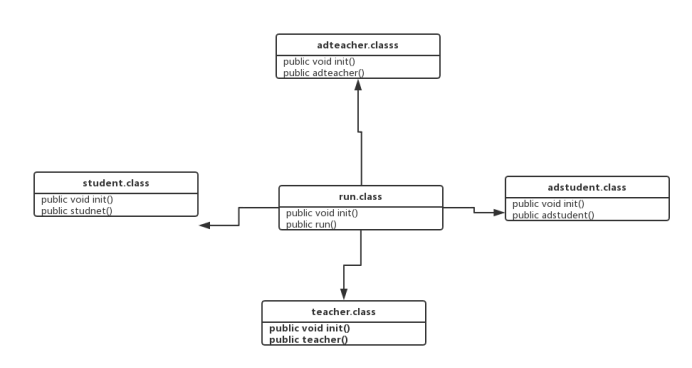 adteacher.classs
public void init()
public adteacher()
student.class
public void init()
public studnet()
run.class
public void init()
public run()
adstudent.class
public void init()
public adstudent()
teacher.class
public void init()
public teacher()